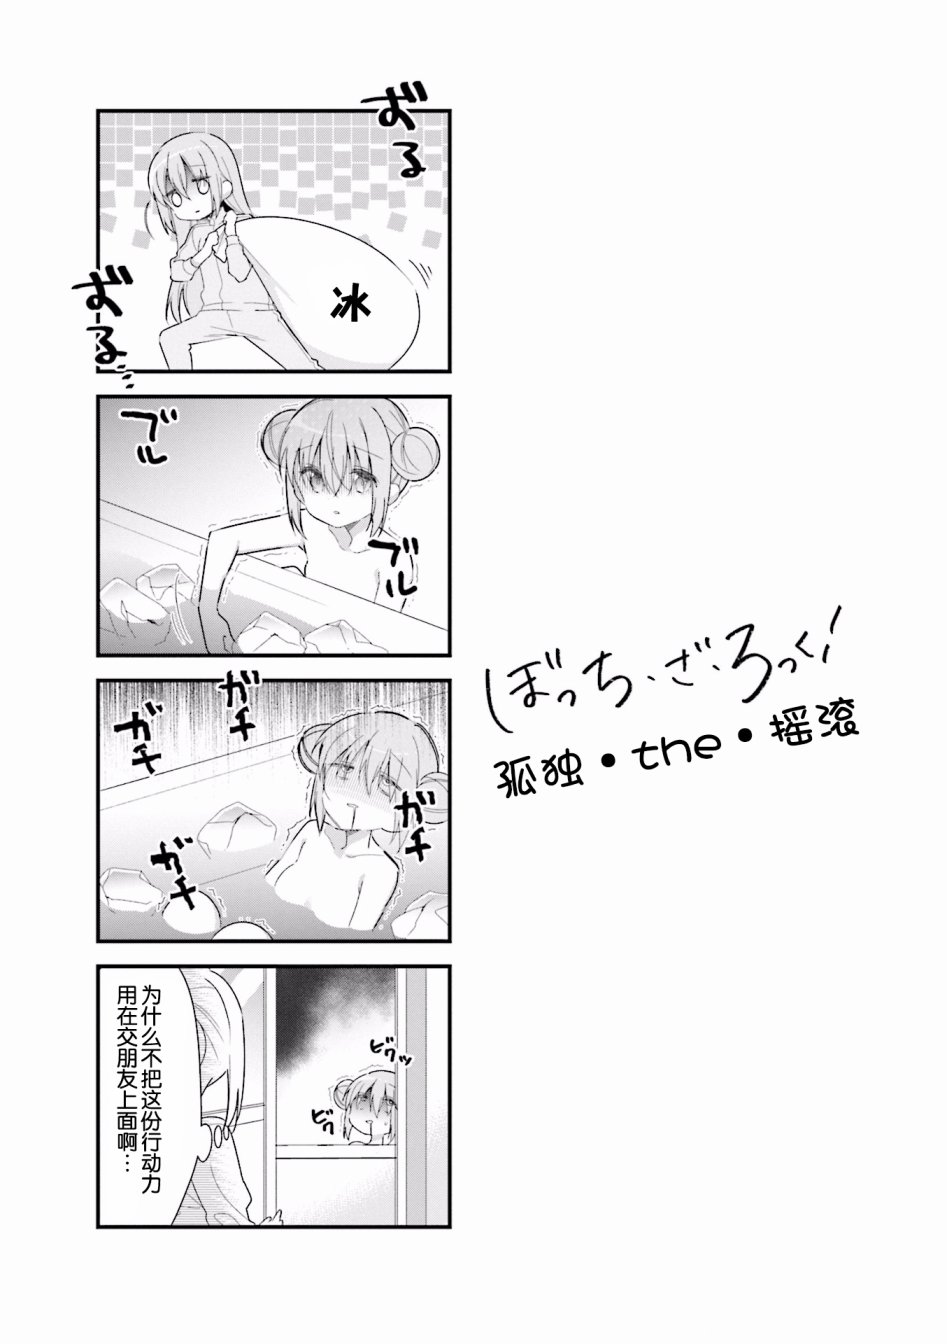 ずる
冰
ずる
ブル
ブル
ガチ
ガチ
ガチ
ガチ
为什么不把这份行动力
用在交朋友上面啊…
ビクッ
ビク
ぼっち・ざ・ろっく!
孤独・the・摇滚